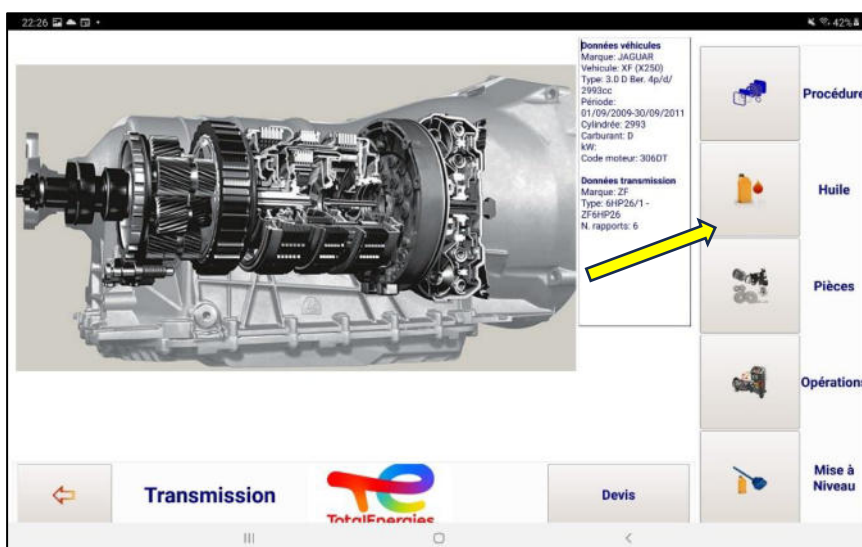 22:26
42%
Données véhicules
Marque: JAGUAR
Vehicule: XF (X250)
Type: 3.0 D Ber. 4p/d/
2993cc
Période:
01/09/2009-30/09/2011
Cylindrée: 2993
Carburant: D
kW:
Code moteur: 306DT
Données transmission
Marque: ZF
Type: 6HP26/1 -
ZF6HP26
N. rapports: 6
Procédure
Huile
Pièces
Opérations
Mise à
Niveau
Transmission
TotalEnergies
Devis